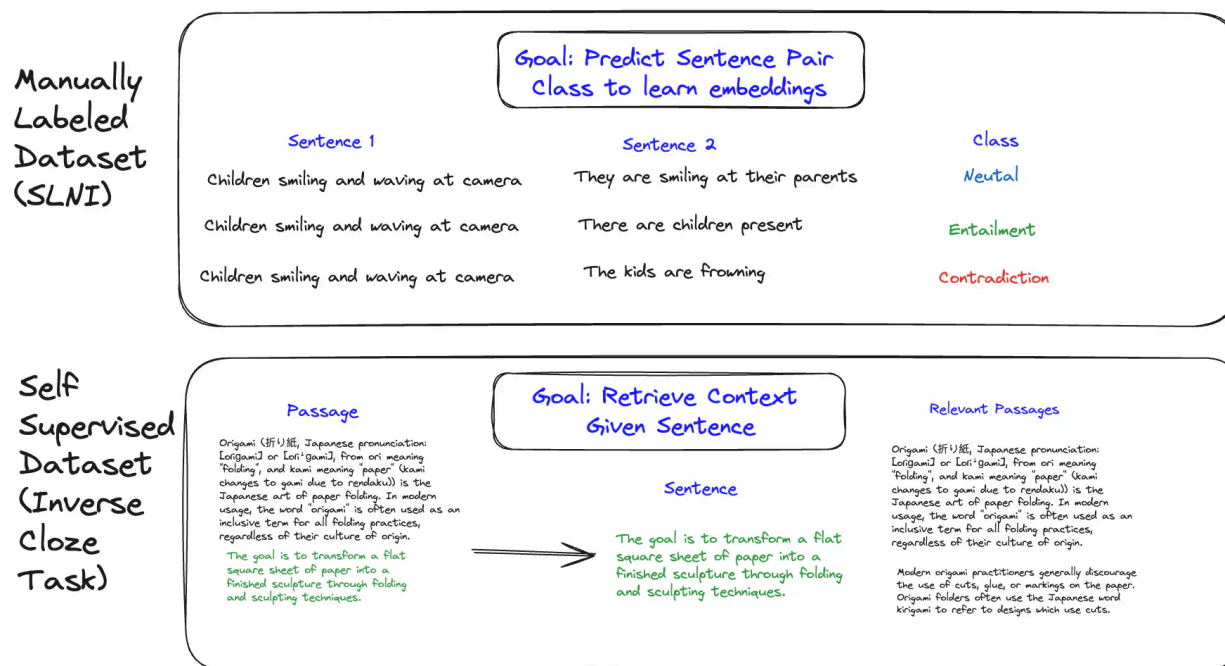 Manually
Labeled
Dataset
(SLNI)
Goal: Predict Sentence Pair
Class to learn embeddings
Sentence 1
Sentence 2
Class
Children smiling and waving at camera
They are smiling at their parents
Neutal
Children smiling and waving at camera
There are children present
Entailment
Children smiling and waving at camera
The kids are frowning
Contradiction
Self
Supervised
Dataset
(Inverse
Cloze
Task)
Goal: Retrieve Context
Given Sentence
Passage
Origami (折り紙, Japanese pronunciation:
[oɾiɡami] or [oɾiꜜɡami], from ori meaning
"folding", and kami meaning "paper" (kami
changes to gami due to rendaku)) is the
Japanese art of paper folding. In modern
usage, the word "origami" is often used as an
inclusive term for all folding practices,
regardless of their culture of origin.
The goal is to transform a flat
square sheet of paper into a
finished sculpture through folding
and sculpting techniques.
Sentence
The goal is to transform a flat
square sheet of paper into a
finished sculpture through folding
and sculpting techniques.
Relevant Passages
Origami (折り紙, Japanese pronunciation:
[oɾiɡami] or [oɾiꜜɡami], from ori meaning
"folding", and kami meaning "paper" (kami
changes to gami due to rendaku)) is the
Japanese art of paper folding. In modern
usage, the word "origami" is often used as an
inclusive term for all folding practices,
regardless of their culture of origin.
Modern origami practitioners generally discourage
the use of cuts, glue, or markings on the paper.
Origami folders often use the Japanese word
kirigami to refer to designs which use cuts.